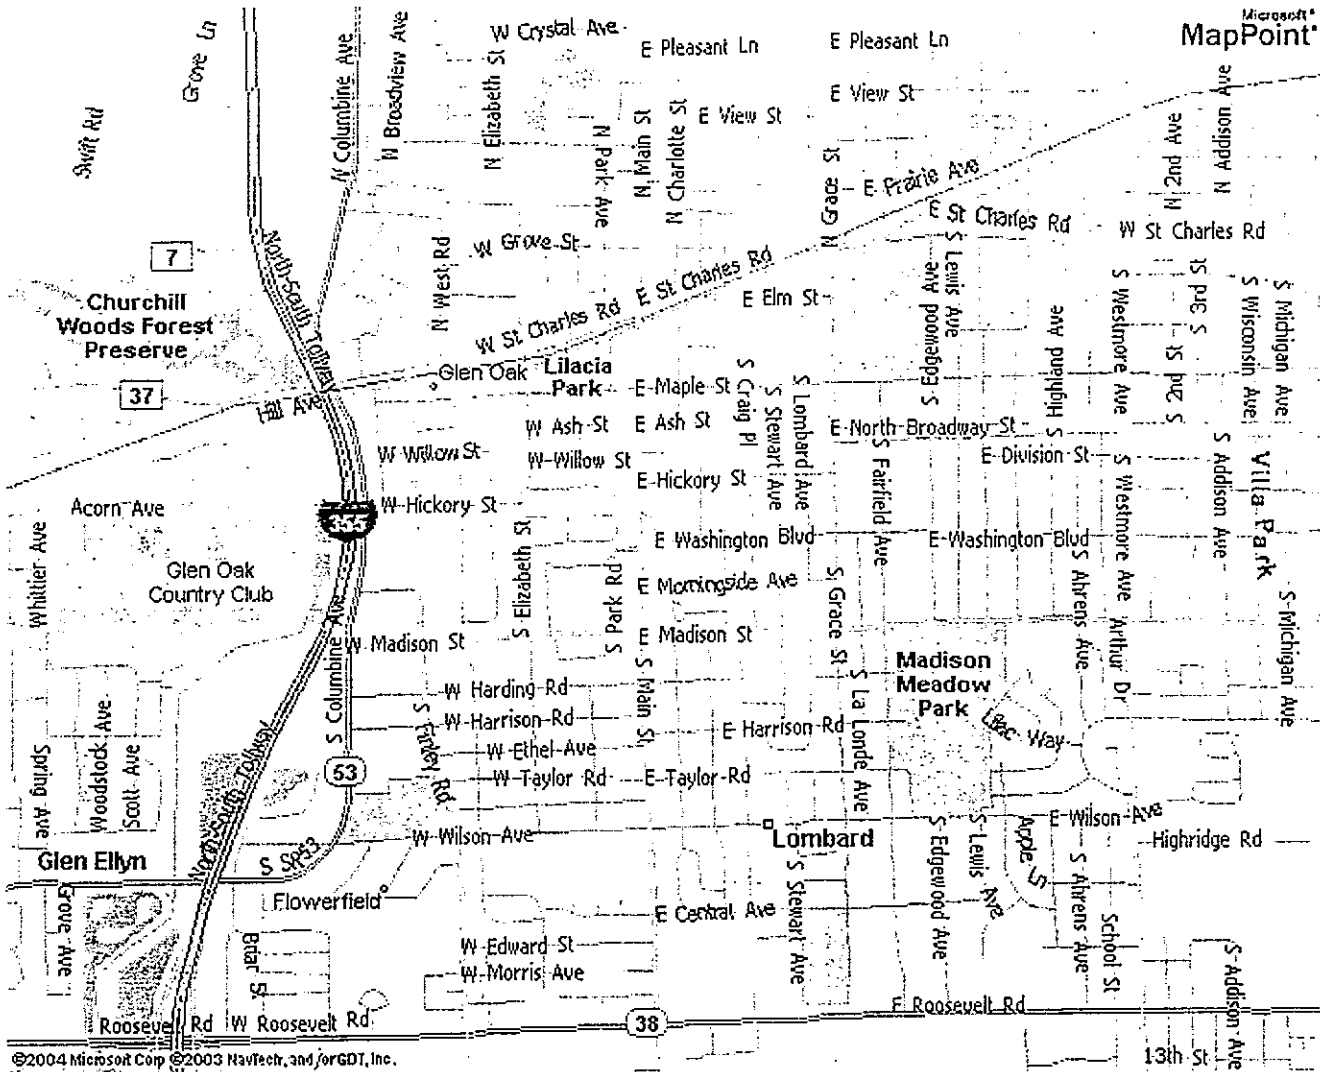 Microsoft
MapPoint
W Crystal Ave
E Pleasant Ln
E Pleasant Ln
Grove Ln
N Columbine Ave
N Broadview Ave
N Elizabeth St
E View St
E View St
Swift Rd
N Park Ave
N Main St
N Charlotte St
N Grace St
E Prairie Ave
N 2nd Ave
N Addison Ave
E St Charles Rd
W St Charles Rd
7
North-South Tollway
N West Rd
W Grove St
W St Charles Rd
E St Charles Rd
E Elm St
S Edgewood Ave
S Lewis Ave
S Highland Ave
S Westmore Ave
S 2nd St
S 3rd St
S Wisconsin Ave
S Michigan Ave
Churchill
Woods Forest
Preserve
37
Hill Ave
Glen Oak
Lilacia
Park
E Maple St
S Craig Pl
S Stewart Ave
S Lombard Ave
W Ash St
E Ash St
E North Broadway St
W Willow St
W Willow St
E Division St
S Fairfield Ave
S Westmore Ave
S Addison Ave
Villa Park
E Hickory St
Acorn Ave
W Hickory St
Whittier Ave
Glen Oak
Country Club
S Elizabeth St
E Washington Blvd
E Washington Blvd
S Park Rd
E Morningside Ave
S Grace St
S Ahrens Ave
Arthur Dr
S Michigan Ave
S Columbine Ave
W Madison St
E Madison St
S Main St
Madison
Meadow
Park
W Harding Rd
S La Londe Ave
S Finley Rd
W Harrison Rd
E Harrison Rd
Lilac Way
W Ethel Ave
Spring Ave
Woodstock Ave
Scott Ave
North-South Tollway
53
W Taylor Rd
E Taylor Rd
W Wilson Ave
Lombard
S Edgewood Ave
S Lewis Ave
Apple Ln
E Wilson Ave
Highridge Rd
Glen Ellyn
S SR53
Flowerfield
Grove Ave
Briar St
E Central Ave
S Stewart Ave
S Ahrens Ave
School St
W Edward St
W Morris Ave
S Addison Ave
E Roosevelt Rd
Roosevelt Rd
W Roosevelt Rd
38
13th St
©2004 Microsoft Corp ©2003 NavTech, and/or GDT, Inc.